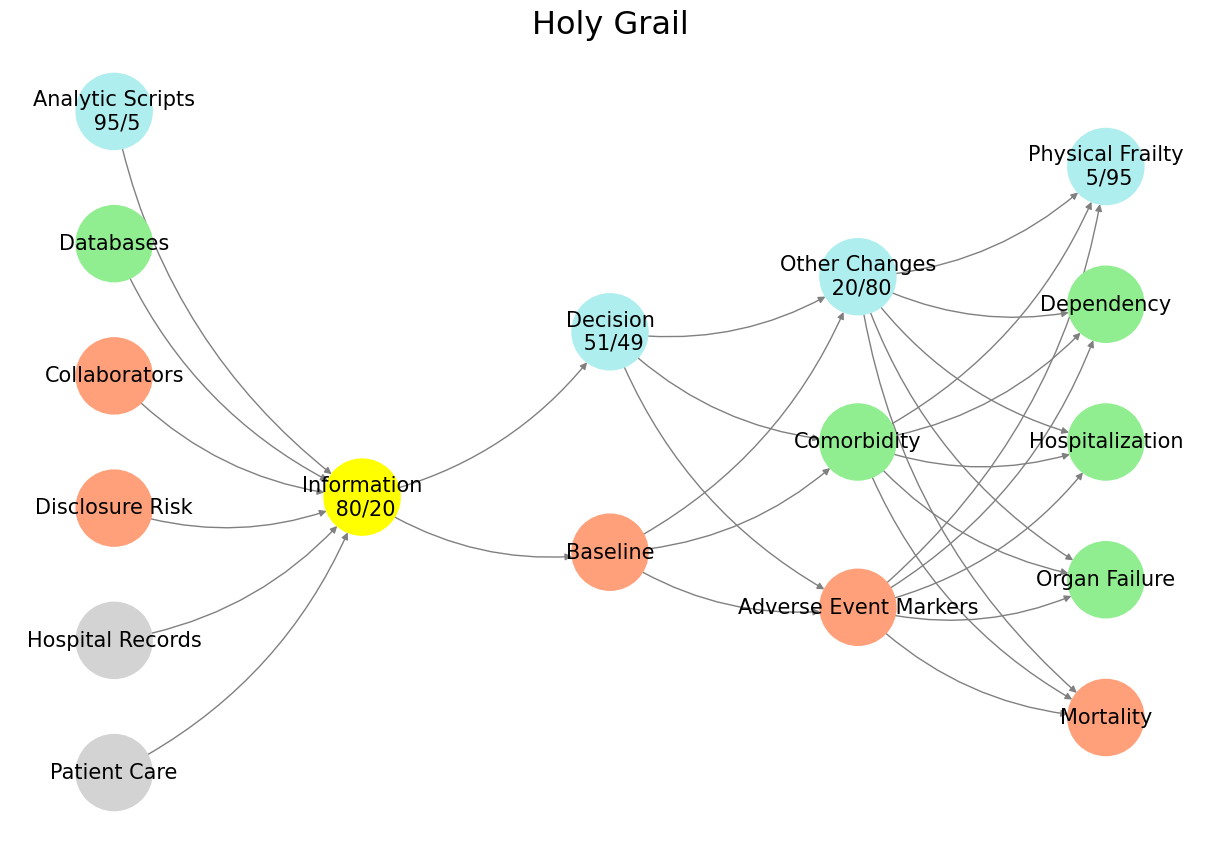 Holy Grail
Analytic Scripts
95/5
Databases
Collaborators
Disclosure Risk
Hospital Records
Patient Care
Information
80/20
Decision
51/49
Baseline
Other Changes
20/80
Comorbidity
Adverse Event Markers
Physical Frailty
5/95
Dependency
Hospitalization
Organ Failure
Mortality